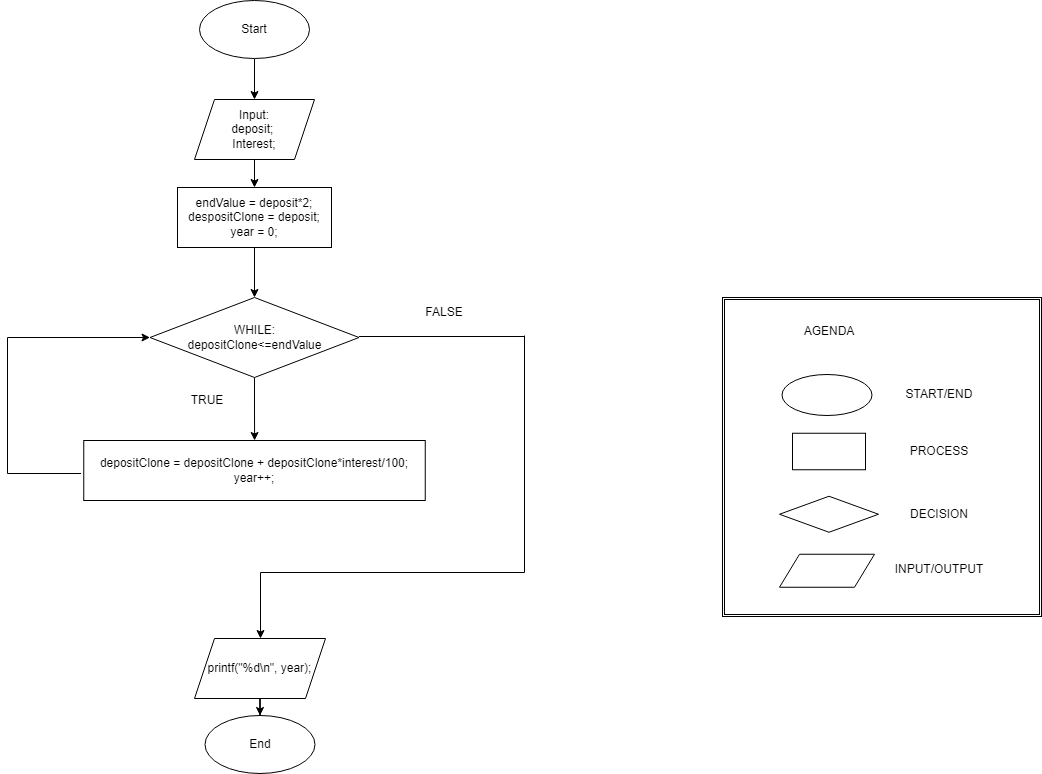 Start
Input:
deposit;
Interest;
endValue = deposit*2;
despositClone = deposit;
year = 0;
WHILE:
depositClone<=endValue
FALSE
TRUE
depositClone = depositClone + depositClone*interest/100;
year++;
printf("%d\n", year);
End
AGENDA
START/END
PROCESS
DECISION
INPUT/OUTPUT